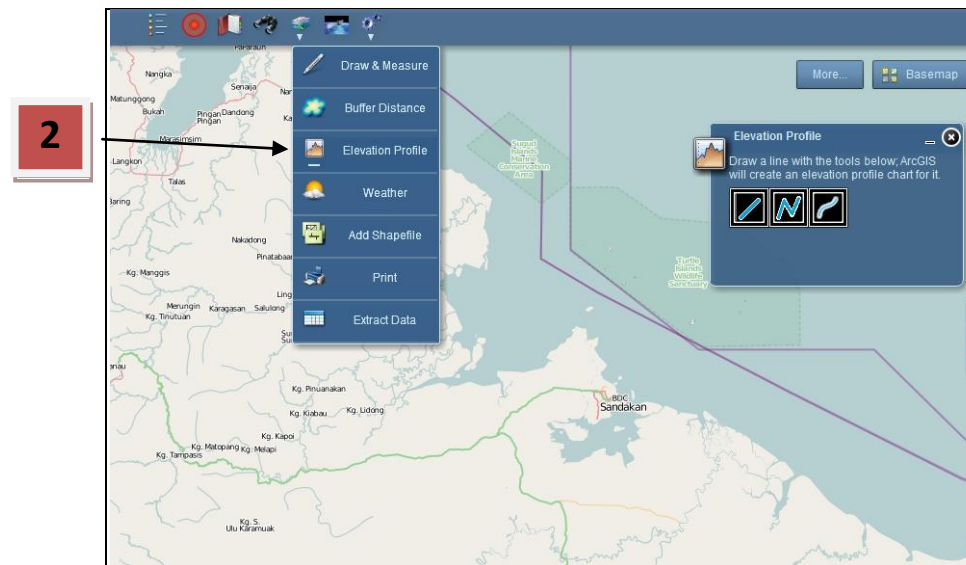 2
Draw & Measure
Buffer Distance
Elevation Profile
Weather
Add Shapefile
Print
Extract Data
More...
Basemap
Elevation Profile
Draw a line with the tools below; ArcGIS
will create an elevation profile chart for it.
Nangka
Senaja
Matunggong
Bukah
Pingan
Pingan
Dandong
Marasimsim
Langkon
Talas
Nakadong
Pinatabaa
Kg. Manggis
Merungin
Karagasan
Salulong
Ling
Kg. Tinutuan
Sugud
Islands
Marine
Conservation
Area
Turtle
Islands
Wildlife
Sanctuary
Kg. Pinuanakan
Kg. Kiabau
Kg. Lidong
BDC
Sandakan
Kg. Kapoi
Kg. Matopang
Kg. Melapi
Kg. Tampasis
Kg. S.
Ulu Karamuak